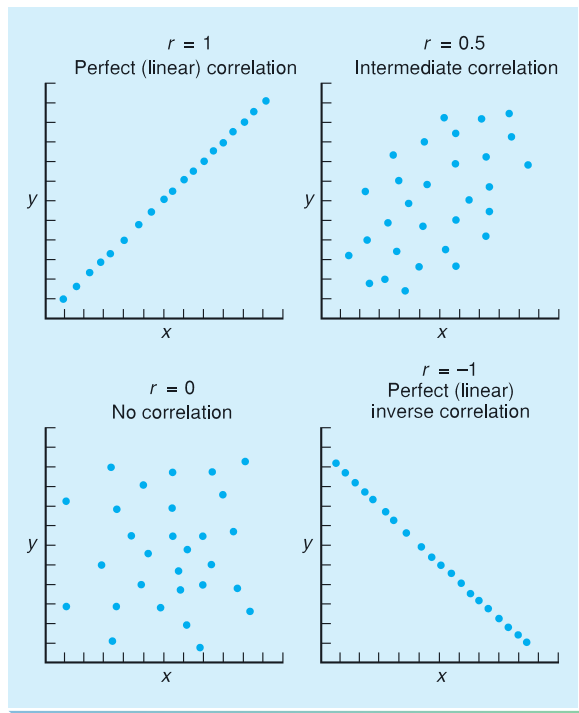 r = 1
Perfect (linear) correlation
y
x
r = 0.5
Intermediate correlation
y
x
r = 0
No correlation
y
x
r = −1
Perfect (linear)
inverse correlation
y
x